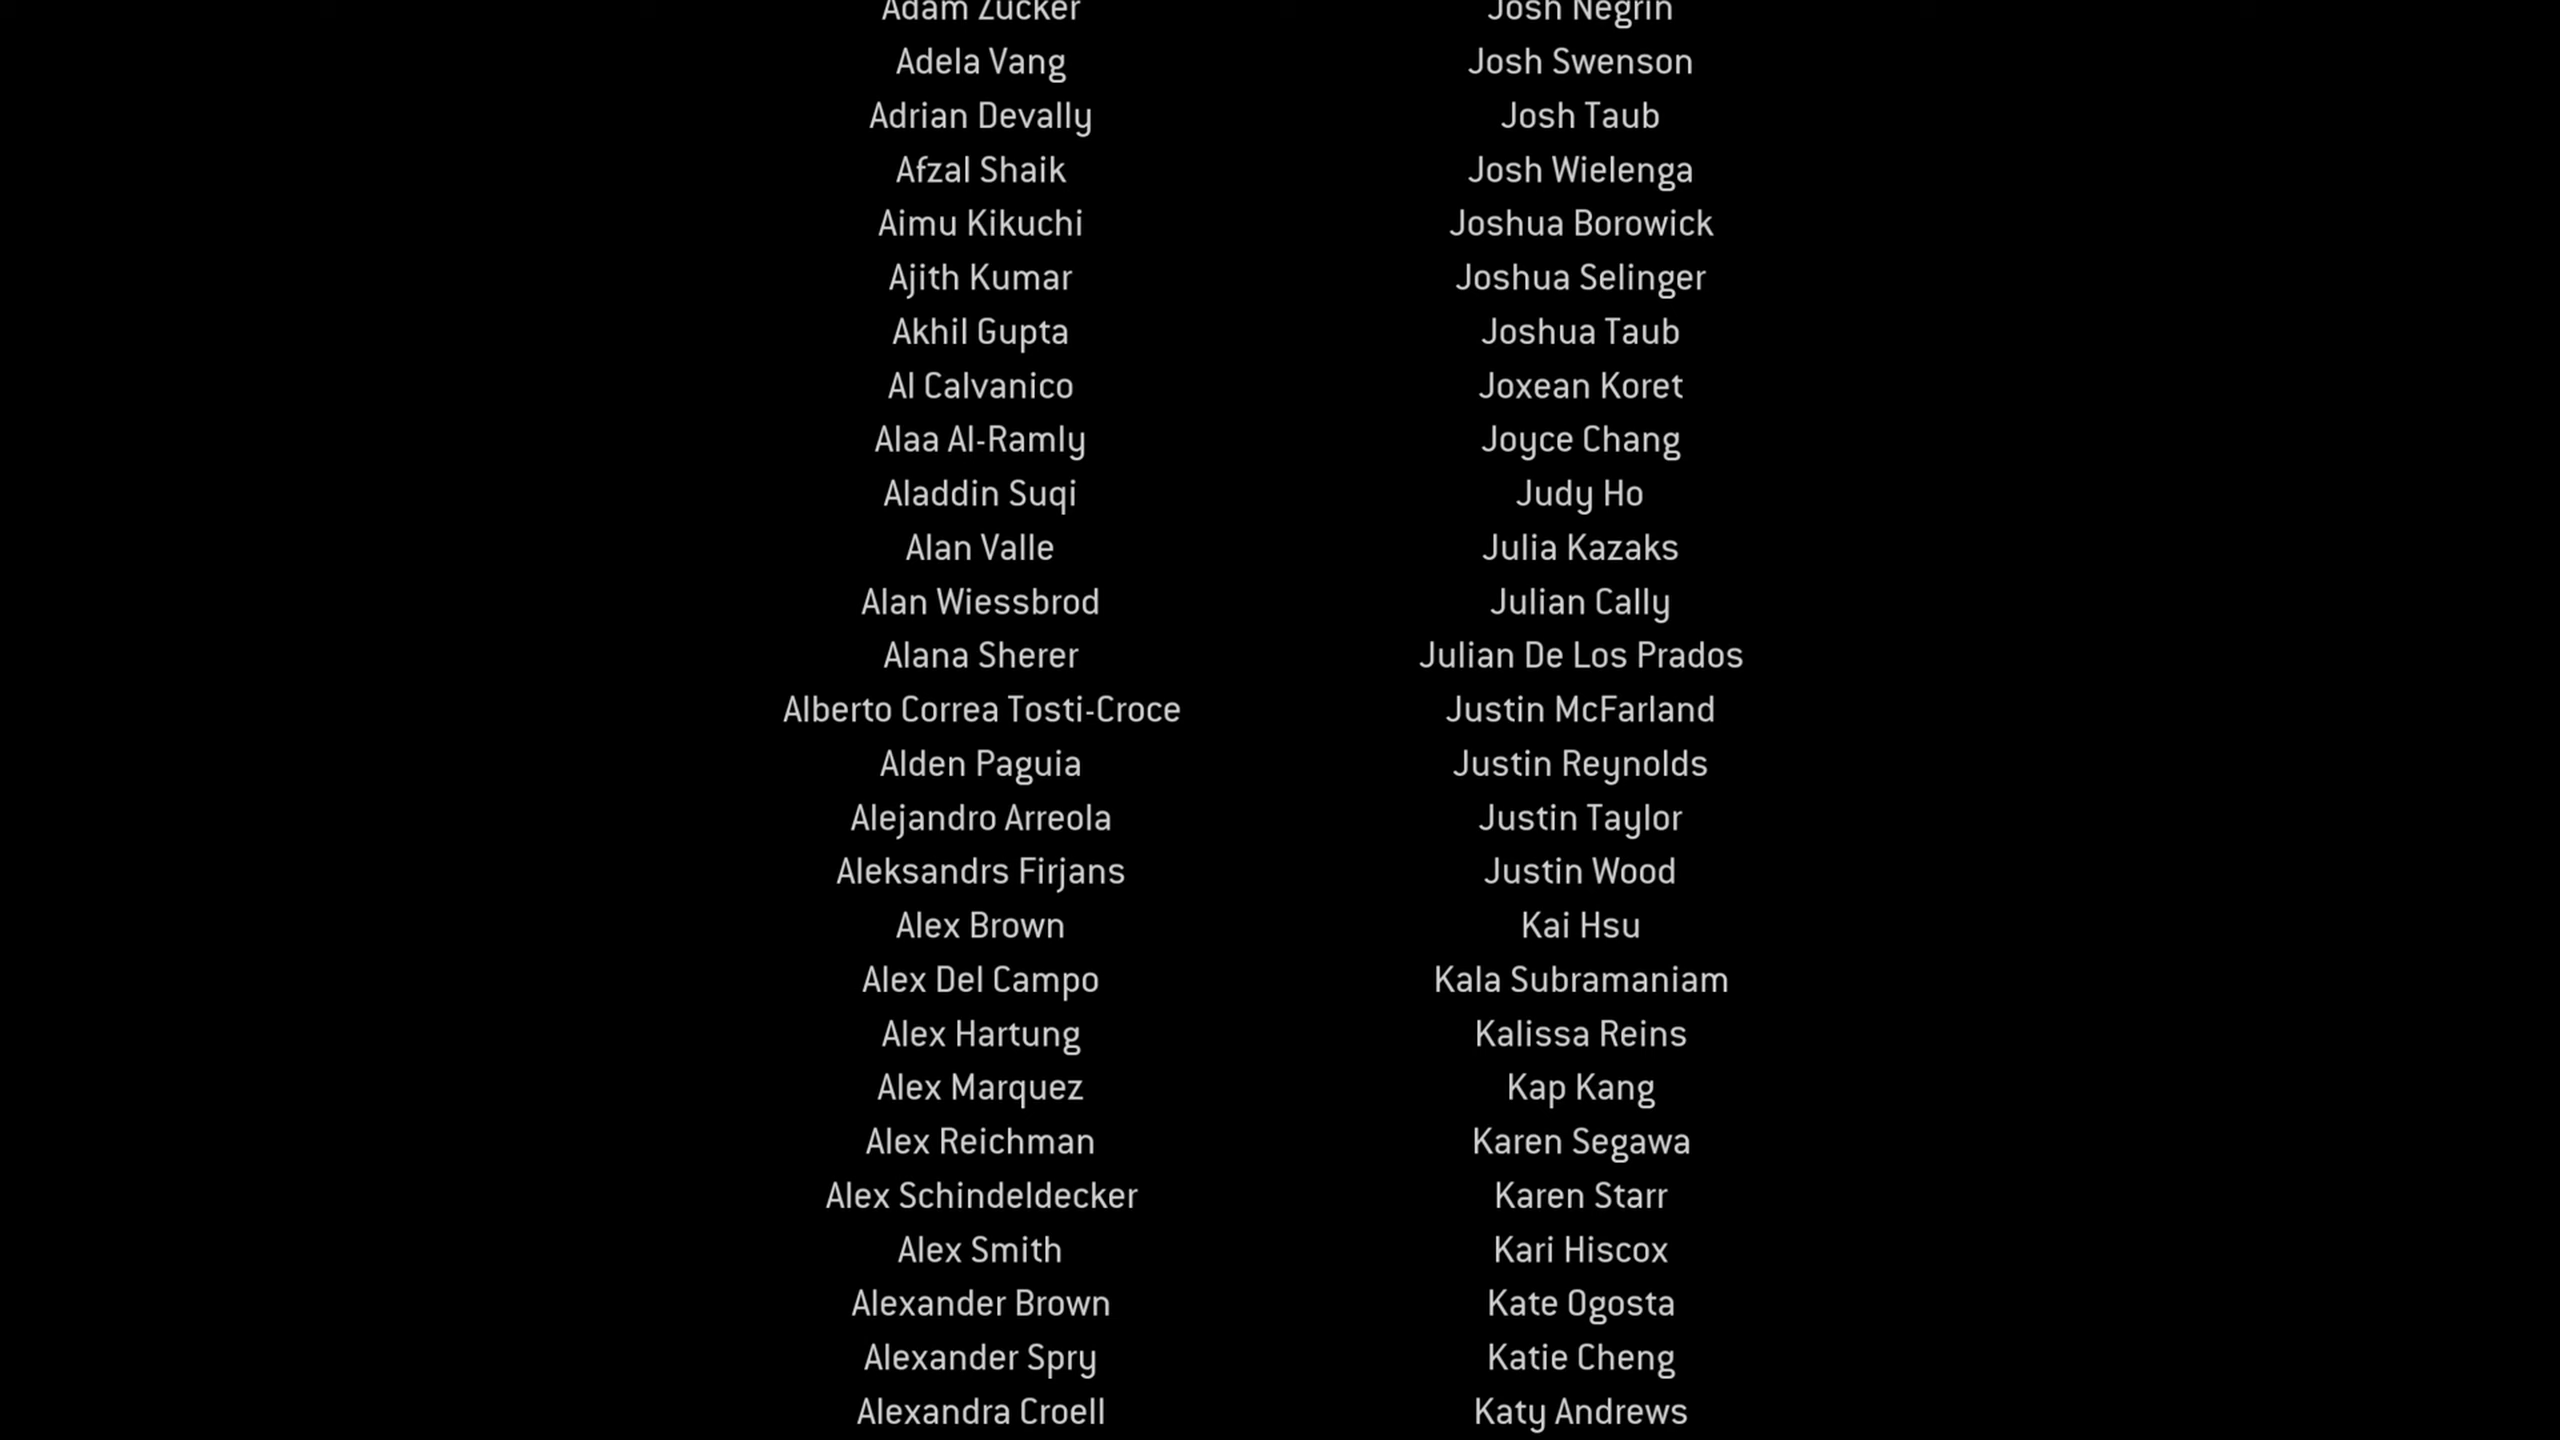 Adam Zucker
Adela Vang
Adrian Devally
Afzal Shaik
Aimu Kikuchi
Ajith Kumar
Akhil Gupta
Al Calvanico
Alaa Al-Ramly
Aladdin Suqi
Alan Valle
Alan Wiessbrod
Alana Sherer
Alberto Correa Tosti-Croce
Alden Paguia
Alejandro Arreola
Aleksandrs Firjans
Alex Brown
Alex Del Campo
Alex Hartung
Alex Marquez
Alex Reichman
Alex Schindeldecker
Alex Smith
Alexander Brown
Alexander Spry
Alexandra Croell
Josh Negrin
Josh Swenson
Josh Taub
Josh Wielenga
Joshua Borowick
Joshua Selinger
Joshua Taub
Joxean Koret
Joyce Chang
Judy Ho
Julia Kazaks
Julian Cally
Julian De Los Prados
Justin McFarland
Justin Reynolds
Justin Taylor
Justin Wood
Kai Hsu
Kala Subramaniam
Kalissa Reins
Kap Kang
Karen Segawa
Karen Starr
Kari Hiscox
Kate Ogosta
Katie Cheng
Katy Andrews